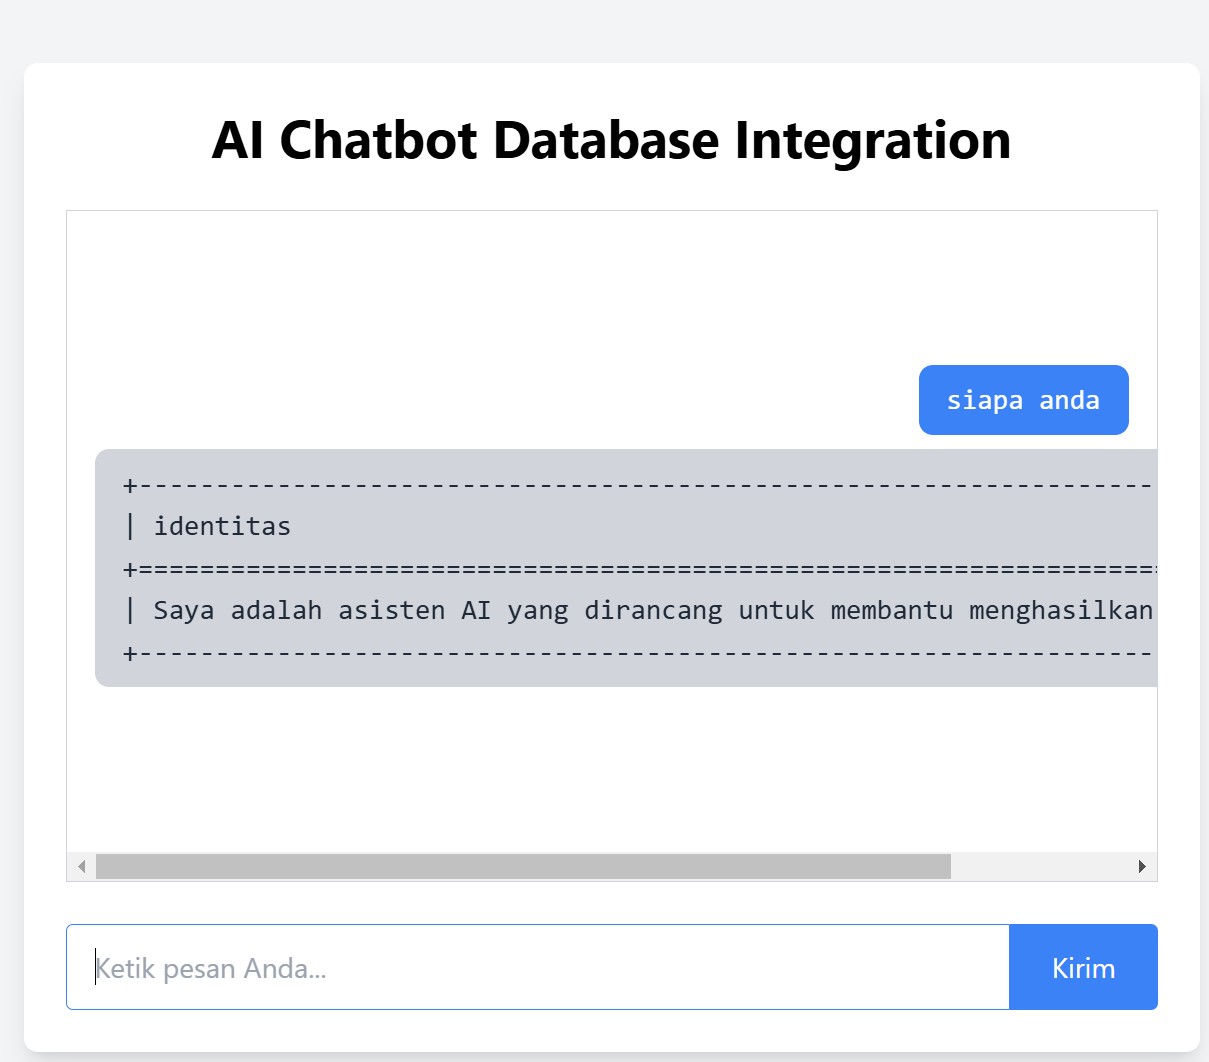 AI Chatbot Database Integration
siapa anda
+------------------------------------------------------------------
| identitas
+==================================================================
| Saya adalah asisten AI yang dirancang untuk membantu menghasilkan
+------------------------------------------------------------------
Ketik pesan Anda...
Kirim